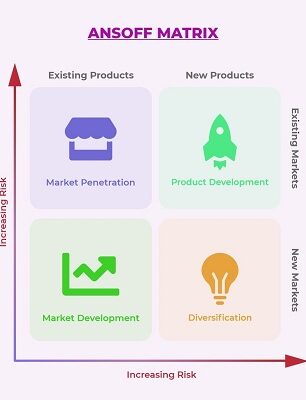 ANSOFF MATRIX
Existing Products
New Products
Existing Markets
Market Penetration
Product Development
Increasing Risk
New Markets
Market Development
Diversification
Increasing Risk